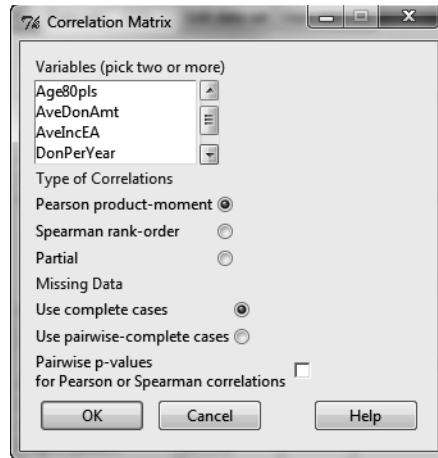 Correlation Matrix
Variables (pick two or more)
Age80pls
AveDonAmt
AveIncEA
DonPerYear
Type of Correlations
Pearson product-moment
Spearman rank-order
Partial
Missing Data
Use complete cases
Use pairwise-complete cases
Pairwise p-values
for Pearson or Spearman correlations
OK Cancel Help